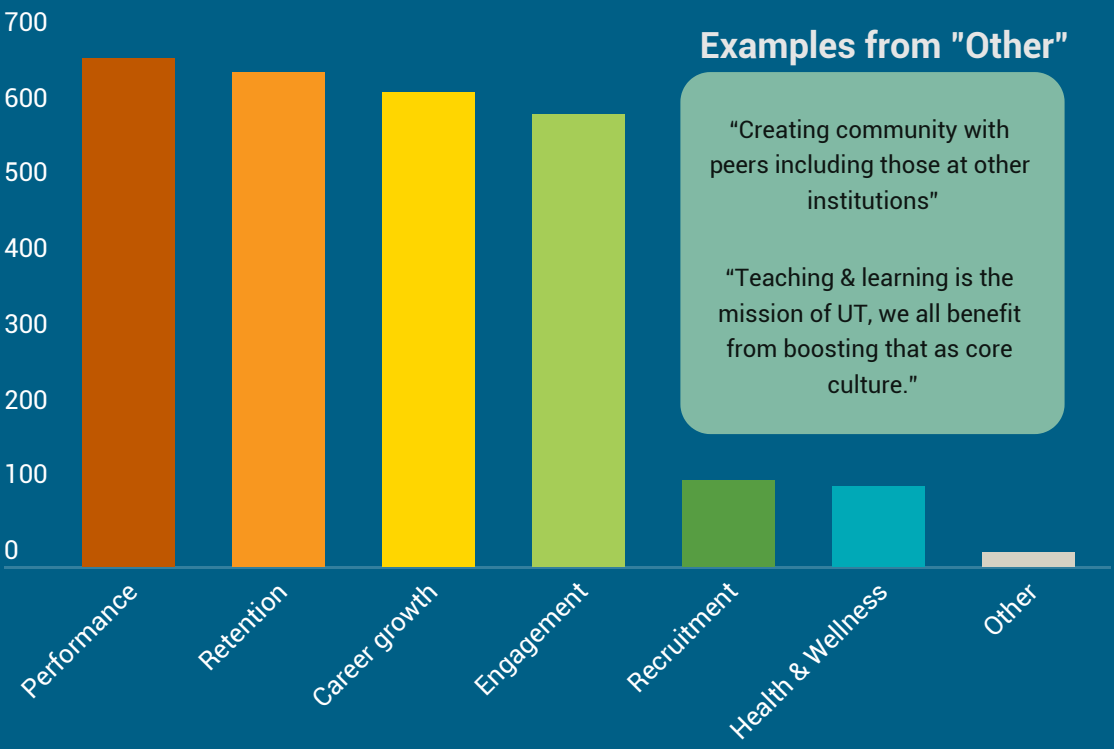 700
600
500
400
300
200
100
0
Performance
Retention
Career growth
Engagement
Recruitment
Health & Wellness
Other
Examples from "Other"
“Creating community with
peers including those at other
institutions”
“Teaching & learning is the
mission of UT, we all benefit
from boosting that as core
culture.”